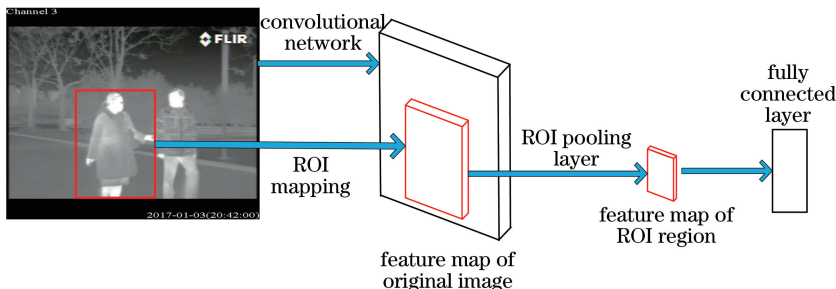 Channel 3
FLIR
2017-01-03(20:42:00)
convolutional
network
ROI
mapping
feature map of
original image
ROI pooling
layer
feature map of
ROI region
fully
connected
layer